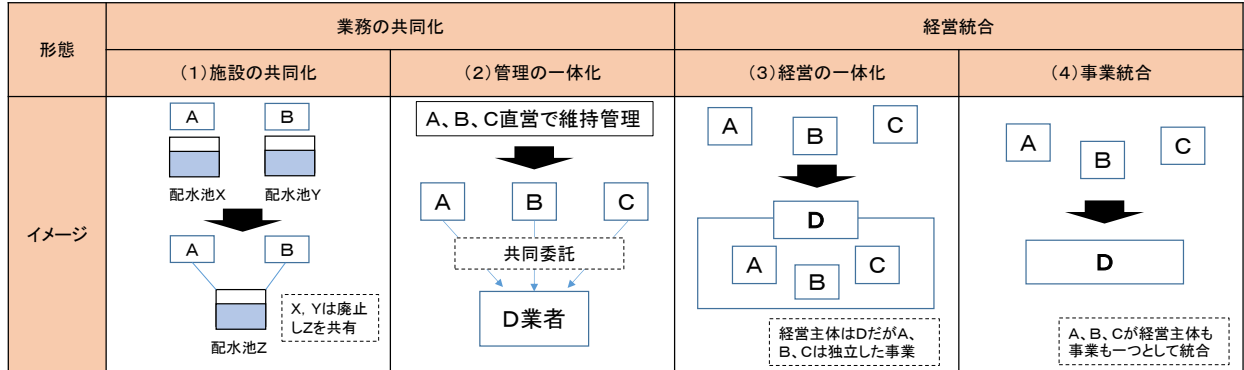 形態
業務の共同化
経営統合
(1)施設の共同化
(2)管理の一体化
(3)経営の一体化
(4)事業統合
イメージ
A
B
配水池X
配水池Y
A
B
X, Yは廃止
しZを共有
配水池Z
A、B、C直営で維持管理
A
B
C
共同委託
D業者
A
B
C
D
A
B
C
経営主体はDだがA、
B、Cは独立した事業
A
B
C
D
A、B、Cが経営主体も
事業も一つとして統合